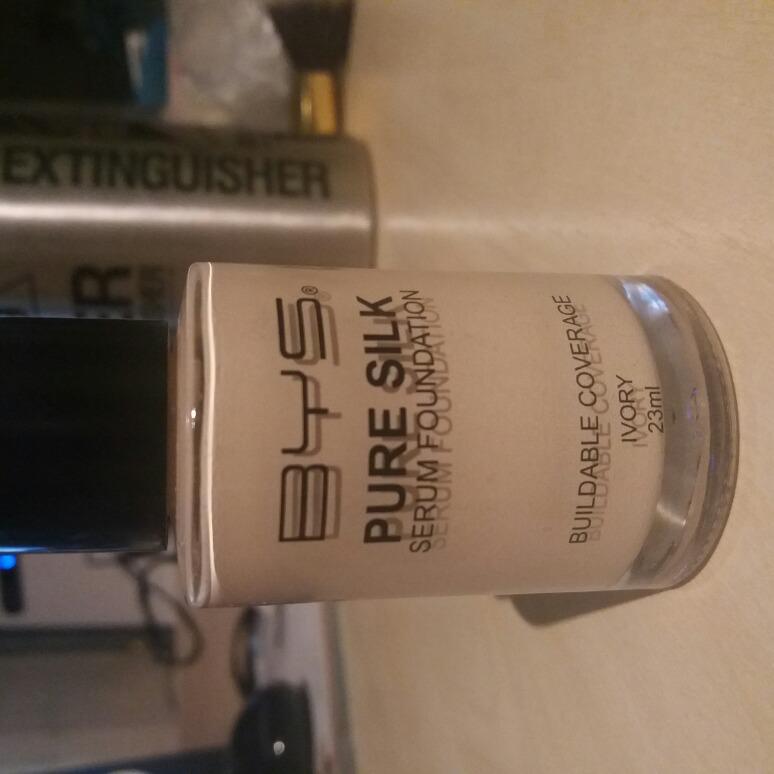 BYS®
PURE SILK
SERUM FOUNDATION
BUILDABLE COVERAGE
IVORY
23ml
EXTINGUISHER